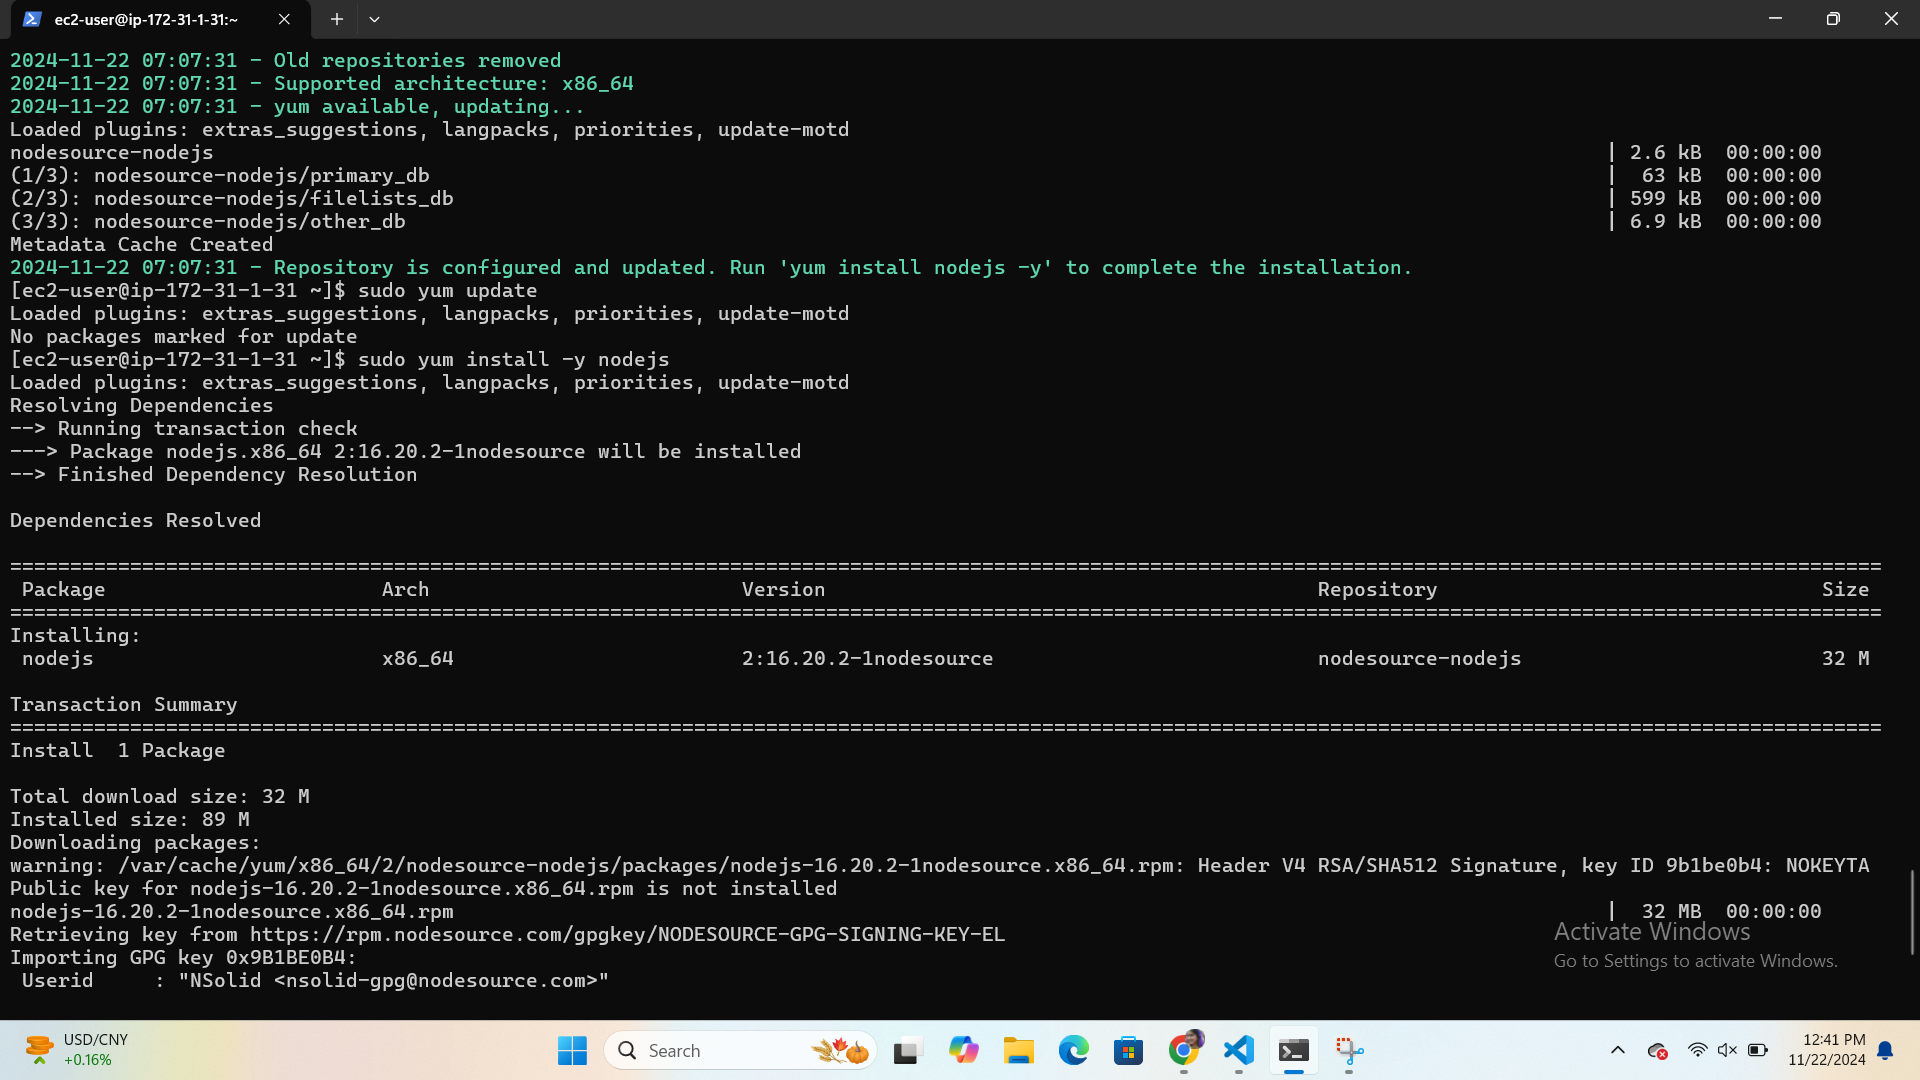 ec2-user@ip-172-31-1-31:~
2024-11-22 07:07:31 - Old repositories removed
2024-11-22 07:07:31 - Supported architecture: x86_64
2024-11-22 07:07:31 - yum available, updating...
Loaded plugins: extras_suggestions, langpacks, priorities, update-motd
nodesource-nodejs | 2.6 kB 00:00:00
(1/3): nodesource-nodejs/primary_db | 63 kB 00:00:00
(2/3): nodesource-nodejs/filelists_db | 599 kB 00:00:00
(3/3): nodesource-nodejs/other_db | 6.9 kB 00:00:00
Metadata Cache Created
2024-11-22 07:07:31 - Repository is configured and updated. Run 'yum install nodejs -y' to complete the installation.
[ec2-user@ip-172-31-1-31 ~]$ sudo yum update
Loaded plugins: extras_suggestions, langpacks, priorities, update-motd
No packages marked for update
[ec2-user@ip-172-31-1-31 ~]$ sudo yum install -y nodejs
Loaded plugins: extras_suggestions, langpacks, priorities, update-motd
Resolving Dependencies
--> Running transaction check
---> Package nodejs.x86_64 2:16.20.2-1nodesource will be installed
--> Finished Dependency Resolution
Dependencies Resolved
================================================================================
Package Arch Version Repository Size
================================================================================
Installing:
nodejs x86_64 2:16.20.2-1nodesource nodesource-nodejs 32 M
Transaction Summary
================================================================================
Install 1 Package
Total download size: 32 M
Installed size: 89 M
Downloading packages:
warning: /var/cache/yum/x86_64/2/nodesource-nodejs/packages/nodejs-16.20.2-1nodesource.x86_64.rpm: Header V4 RSA/SHA512 Signature, key ID 9b1be0b4: NOKEYTA
Public key for nodejs-16.20.2-1nodesource.x86_64.rpm is not installed
nodejs-16.20.2-1nodesource.x86_64.rpm | 32 MB 00:00:00
Retrieving key from https://rpm.nodesource.com/gpgkey/NODESOURCE-GPG-SIGNING-KEY-EL
Importing GPG key 0x9B1BE0B4:
Userid : "NSolid <nsolid-gpg@nodesource.com>"
Activate Windows
Go to Settings to activate Windows.
USD/CNY
+0.16%
Search
12:41 PM
11/22/2024